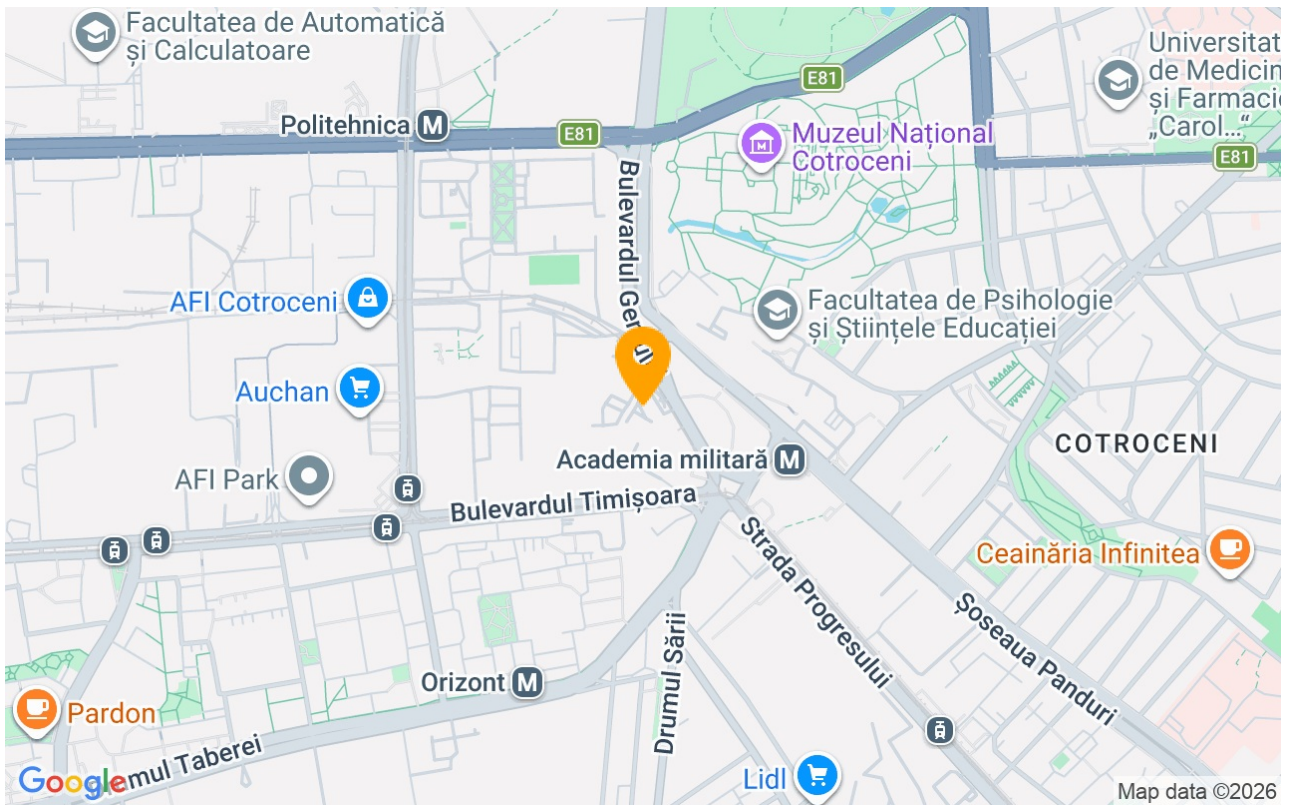 Facultatea de Automatică
și Calculatoare
Universitat
de Medicin
și Farmaci
„Carol...“
E81
Politehnica
M
E81
Muzeul Național
Cotroceni
E81
Bulevardul Ge
AFI Cotroceni
Facultatea de Psihologie
și Științele Educației
Auchan
COTROCENI
Academia militară
M
AFI Park
Bulevardul Timișoara
Strada Progresului
Ceainăria Infinitea
Șoseaua Panduri
Drumul Sării
Orizont
M
Pardon
mul Taberei
Google
Lidl
Map data ©2026